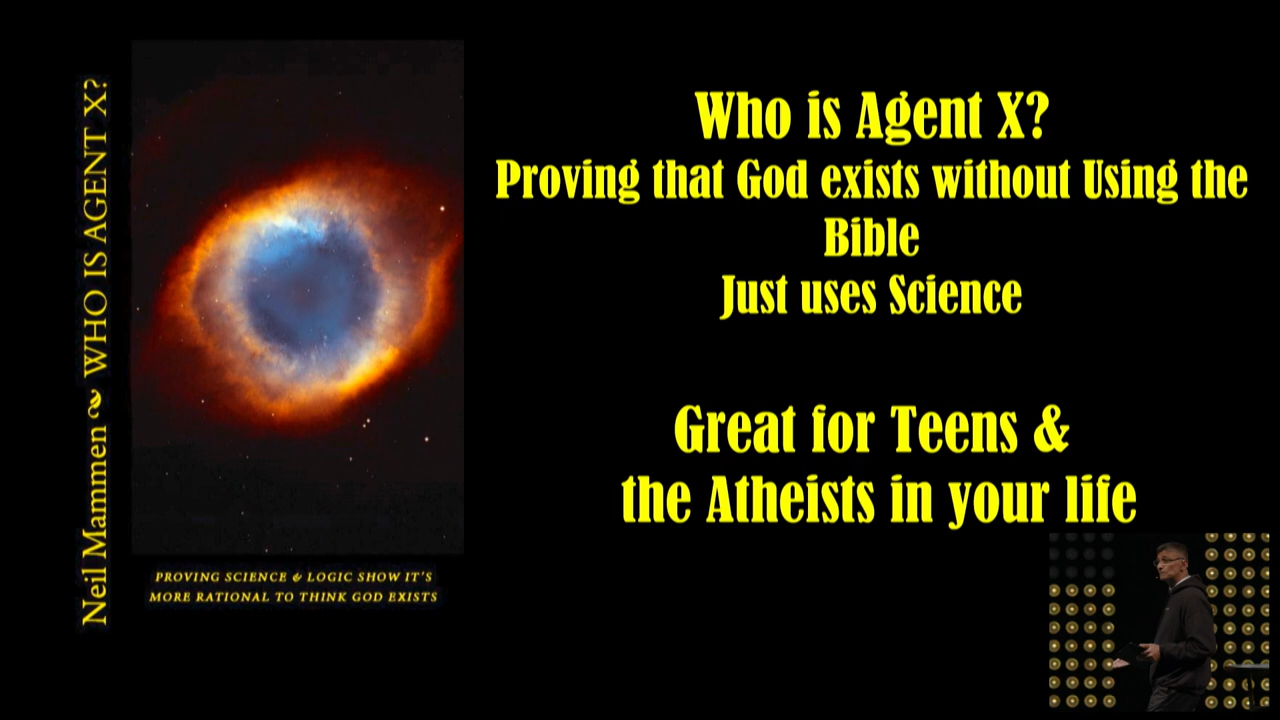 Neil Mammen ~ WHO IS AGENT X?
PROVING SCIENCE & LOGIC SHOW IT'S
MORE RATIONAL TO THINK GOD EXISTS
Who is Agent X?
Proving that God exists without Using the
Bible
Just uses Science
Great for Teens &
the Atheists in your life